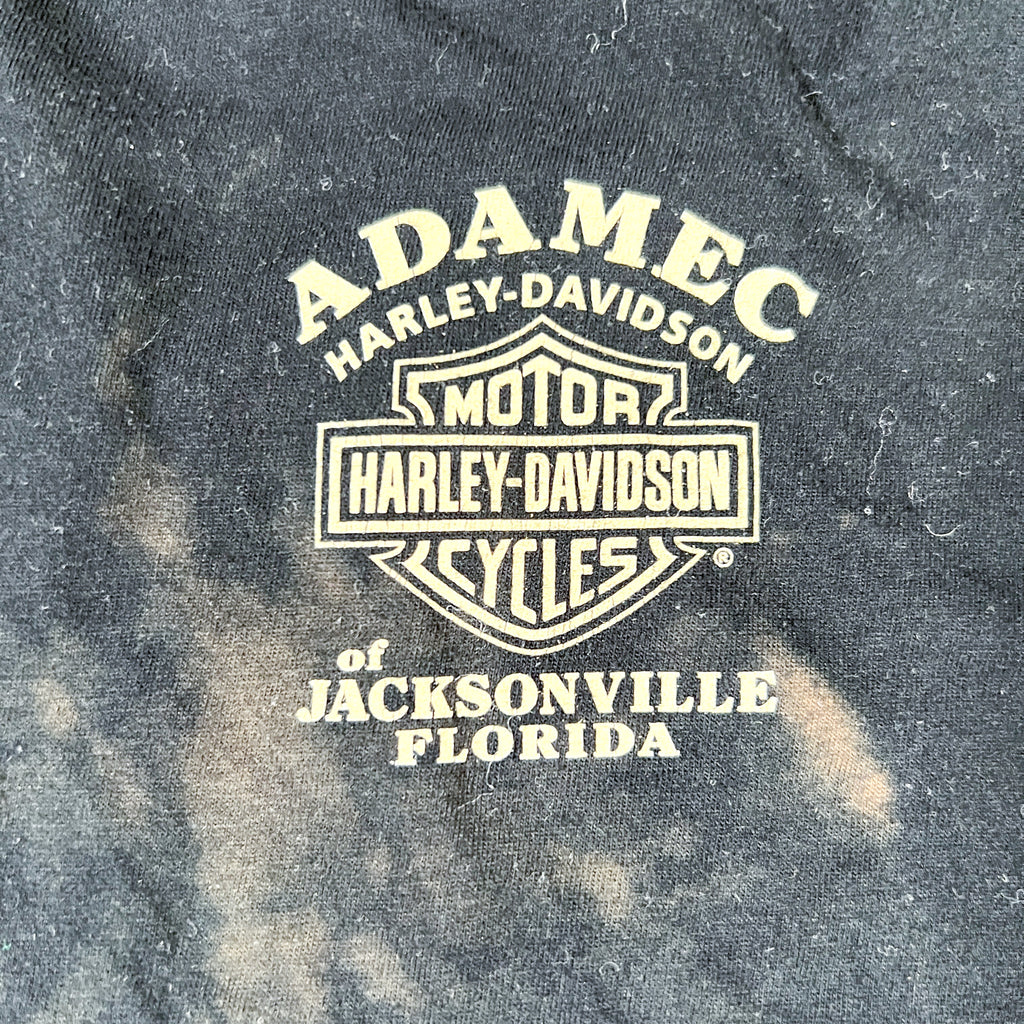 ADAMEC
HARLEY-DAVIDSON
MOTOR
HARLEY-DAVIDSON
CYCLES
®
of
JACKSONVILLE
FLORIDA